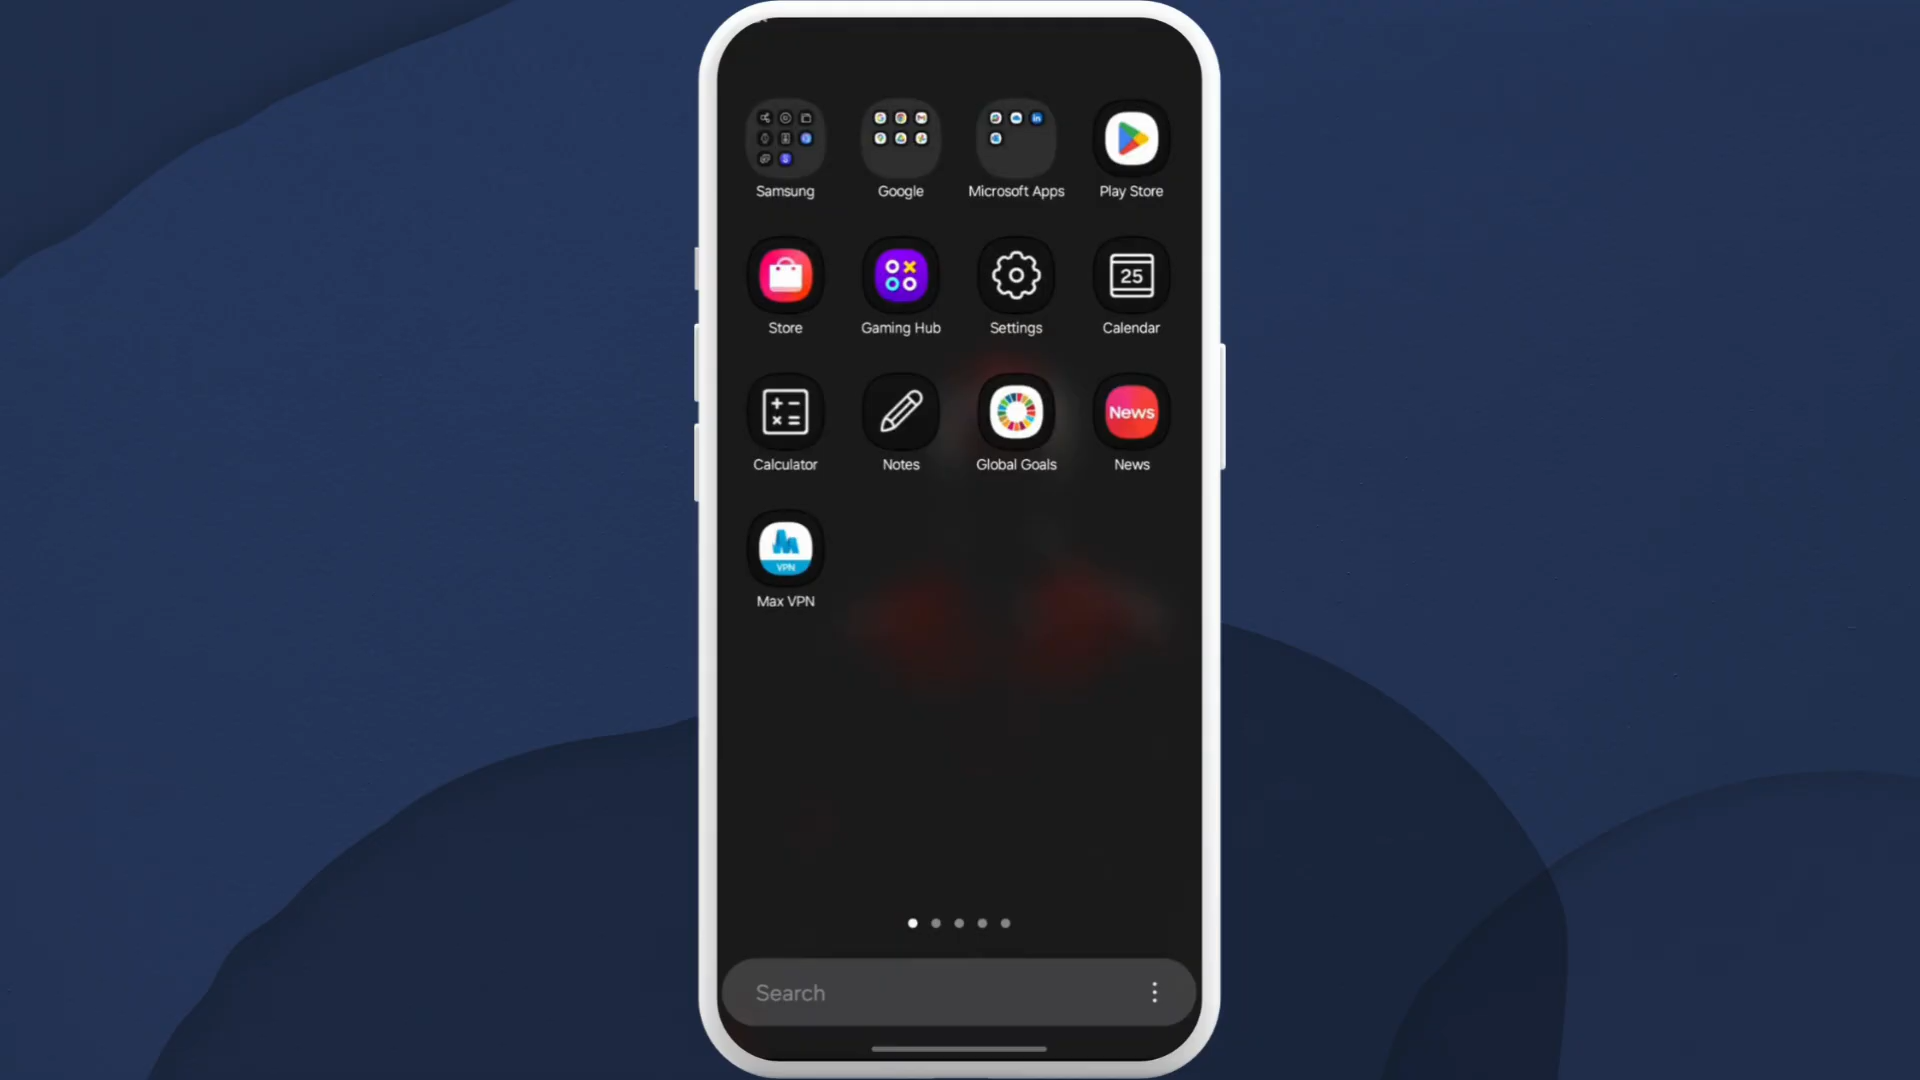 Samsung
Google
Microsoft Apps
Play Store
Store
Gaming Hub
Settings
25
Calendar
Calculator
Notes
Global Goals
News
News
VPN
Max VPN
Search